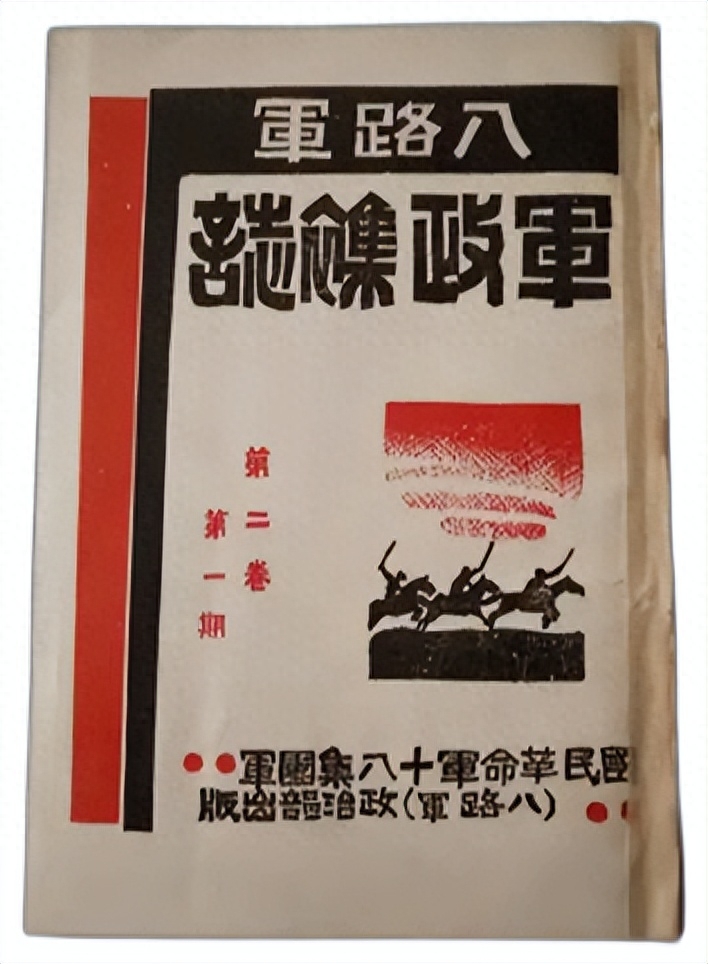 八路軍
軍政雜誌
第二卷
第一期
國民革命軍十八集團軍
(八路軍)政治部出版